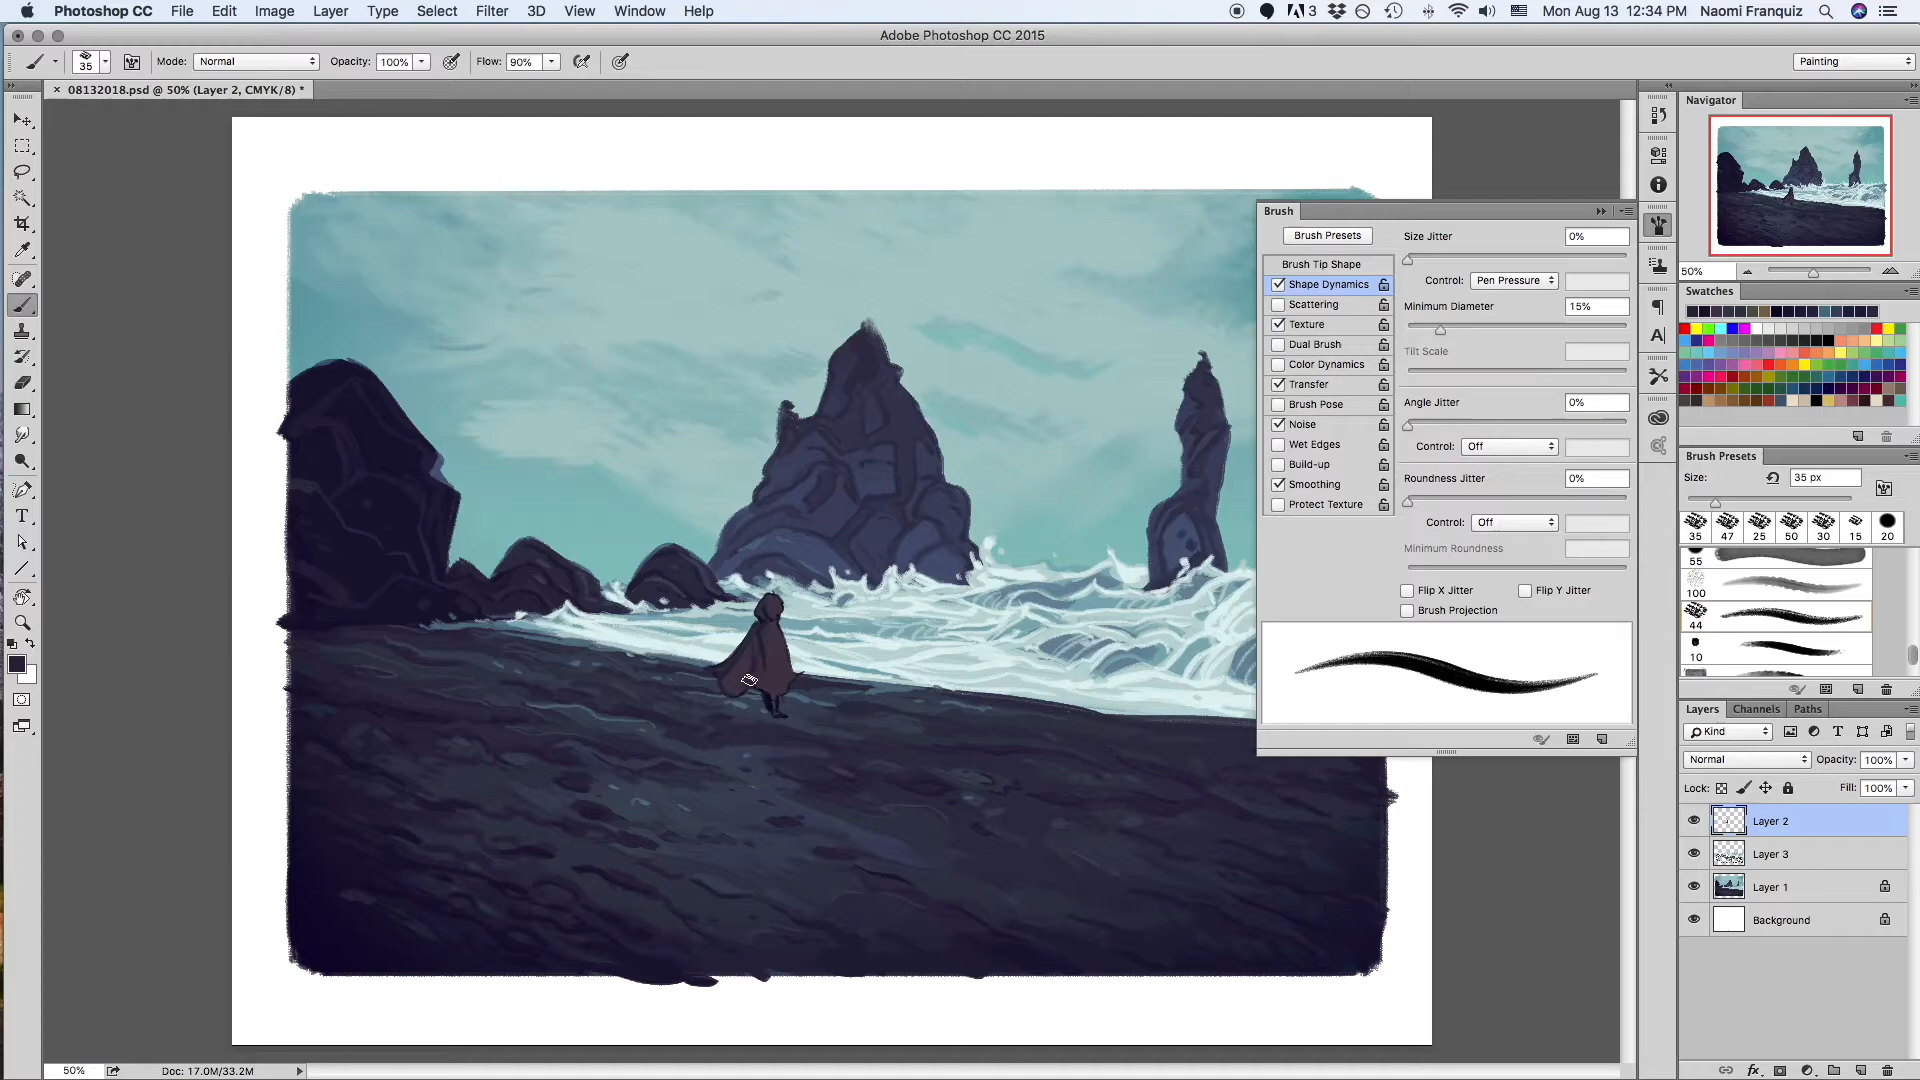 Photoshop CC File Edit Image Layer Type Select Filter 3D View Window Help 3 Mon Aug 13 12:34 PM Naomi Franquiz
Adobe Photoshop CC 2015
35 Mode: Normal Opacity: 100% Flow: 90% Painting
× 08132018.psd @ 50% (Layer 2, CMYK/8) *
Navigator
50%
Swatches
Brush
Brush Presets
Brush Tip Shape
Shape Dynamics
Scattering
Texture
Dual Brush
Color Dynamics
Transfer
Brush Pose
Noise
Wet Edges
Build-up
Smoothing
Protect Texture
Size Jitter 0%
Control: Pen Pressure
Minimum Diameter 15%
Tilt Scale
Angle Jitter 0%
Control: Off
Roundness Jitter 0%
Control: Off
Minimum Roundness
Flip X Jitter Flip Y Jitter
Brush Projection
Brush Presets
Size: 35 px
35 47 25 50 30 15 20
55
100
44
10
Layers Channels Paths
Kind
Normal Opacity: 100%
Lock: Fill: 100%
Layer 2
Layer 3
Layer 1
Background
50% Doc: 17.0M/33.2M